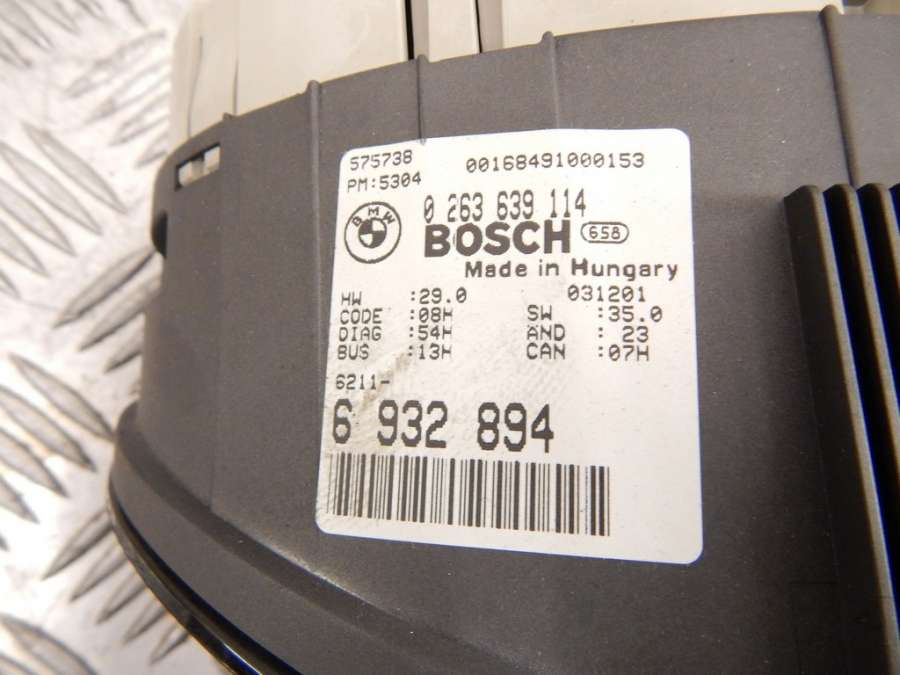 575738 00168491000153
PM:5304
BMW 0 263 639 114
BOSCH 658
Made in Hungary
HW :29.0 031201
CODE :08H SW :35.0
DIAG :54H AND : 23
BUS :13H CAN :07H
6211-
6 932 894